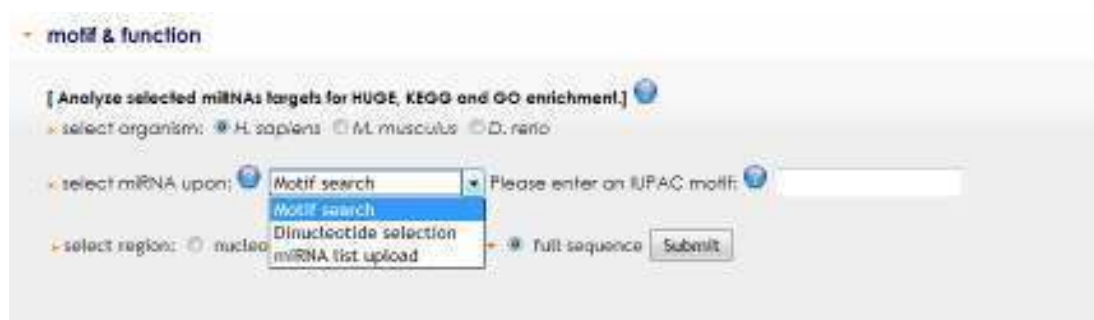 motif & function
[ Analyze selected miRNAs targets for HUGE, KEGG and GO enrichment.]
select organism: H. sapiens M. musculus D. rerio
select miRNA upon: Motif search Please enter an IUPAC motif:
Motif search
Dinucleotide selection
miRNA list upload
select region: nucleo full sequence Submit